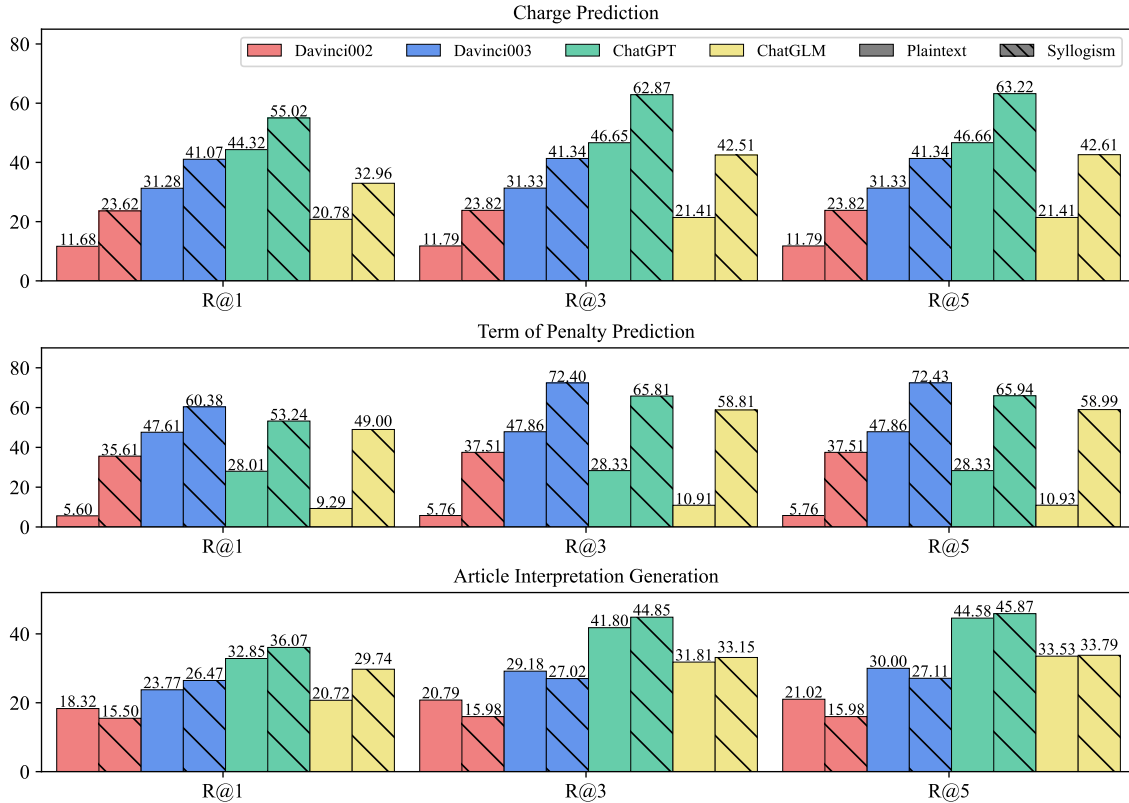 Charge Prediction
80
60
40
20
0
Davinci002 Davinci003 ChatGPT ChatGLM Plaintext Syllogism
11.68 23.62 31.28 41.07 44.32 55.02 20.78 32.96
11.79 23.82 31.33 41.34 46.65 62.87 21.41 42.51
11.79 23.82 31.33 41.34 46.66 63.22 21.41 42.61
R@1 R@3 R@5
Term of Penalty Prediction
80
60
40
20
0
5.60 35.61 47.61 60.38 28.01 53.24 9.29 49.00
5.76 37.51 47.86 72.40 28.33 65.81 10.91 58.81
5.76 37.51 47.86 72.43 28.33 65.94 10.93 58.99
R@1 R@3 R@5
Article Interpretation Generation
40
20
0
18.32 15.50 23.77 26.47 32.85 36.07 20.72 29.74
20.79 15.98 29.18 27.02 41.80 44.85 31.81 33.15
21.02 15.98 30.00 27.11 44.58 45.87 33.53 33.79
R@1 R@3 R@5